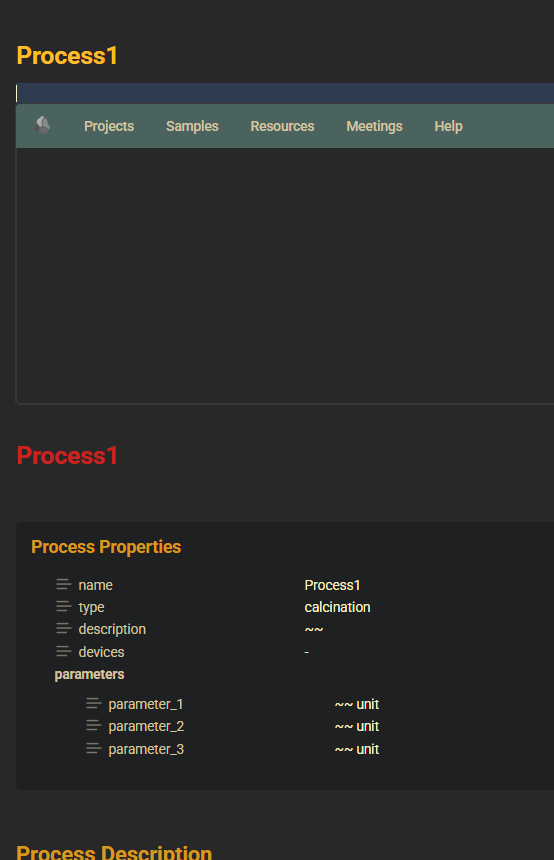 Process1
Projects Samples Resources Meetings Help
Process1
Process Properties
name Process1
type calcination
description ~~
devices -
parameters
parameter_1 ~~ unit
parameter_2 ~~ unit
parameter_3 ~~ unit
Process Description